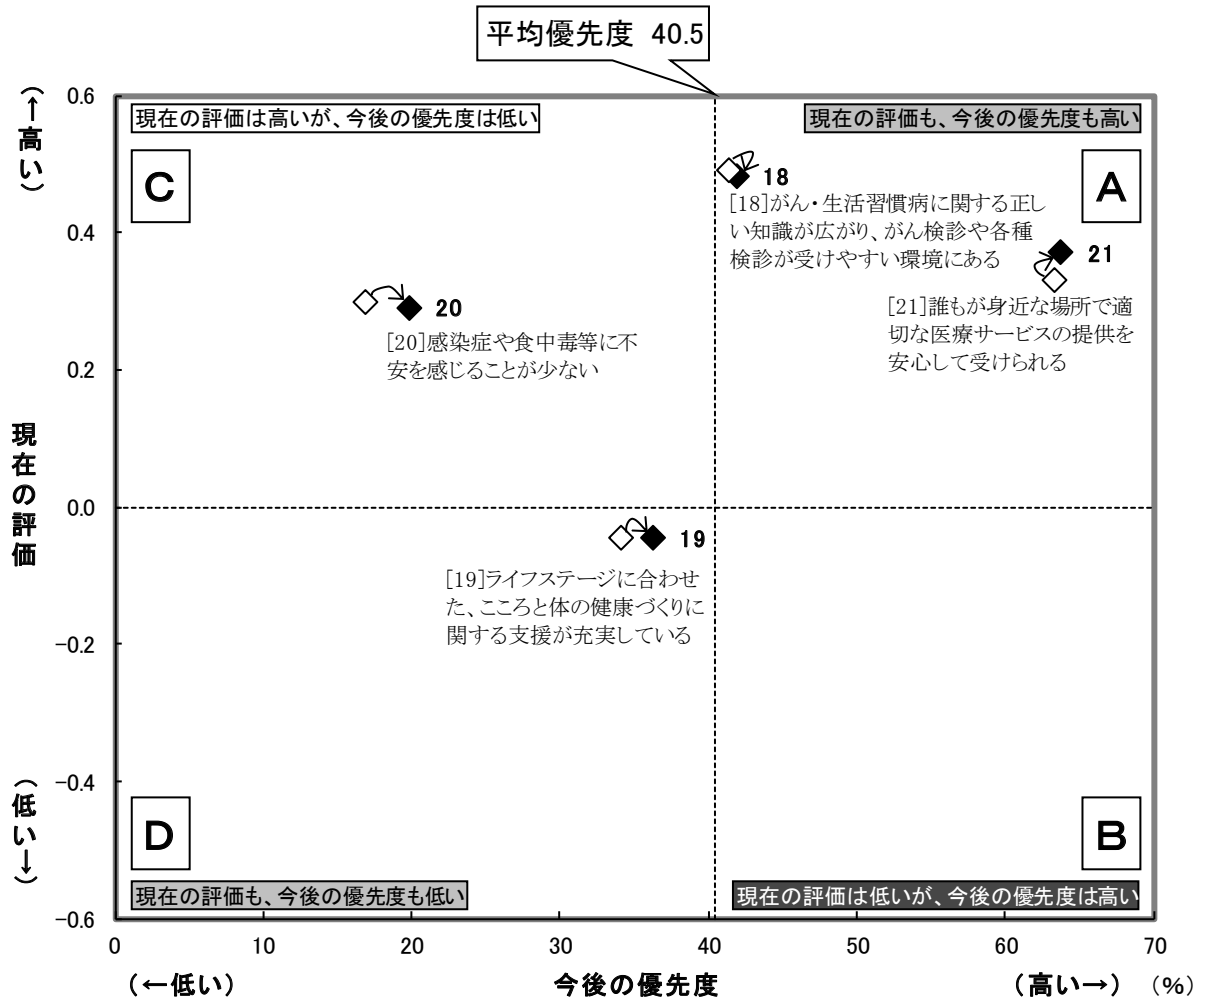 平均優先度 40.5
(←高い)
0.6
現在の評価は高いが、今後の優先度は低い
現在の評価も、今後の優先度も高い
C
A
18
[18]がん・生活習慣病に関する正し
い知識が広がり、がん検診や各種
検診が受けやすい環境にある
0.4
21
[21]誰もが身近な場所で適
切な医療サービスの提供を
安心して受けられる
20
[20]感染症や食中毒等に不
安を感じることが少ない
0.2
現在の評価
0.0
19
[19]ライフステージに合わせ
た、こころと体の健康づくりに
関する支援が充実している
−0.2
−0.4
(低い→)
D
B
現在の評価も、今後の優先度も低い
現在の評価は低いが、今後の優先度は高い
−0.6
0 10 20 30 40 50 60 70
(←低い) 今後の優先度 (高い→) (%)